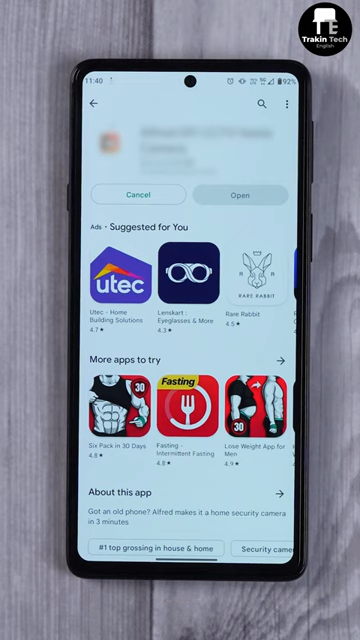 TE
Trakin Tech
English
11:40
92%
Cancel
Open
Ads • Suggested for You
utec
RARE RABBIT
Utec - Home
Building Solutions
4.7★
Lenskart :
Eyeglasses & More
4.3★
Rare Rabbit
4.5★
More apps to try
30
Fasting
30
Six Pack in 30 Days
4.8★
Fasting -
Intermittent Fasting
4.8★
Lose Weight App for
Men
4.9★
About this app
Got an old phone? Alfred makes it a home security camera
in 3 minutes
#1 top grossing in house & home
Security came